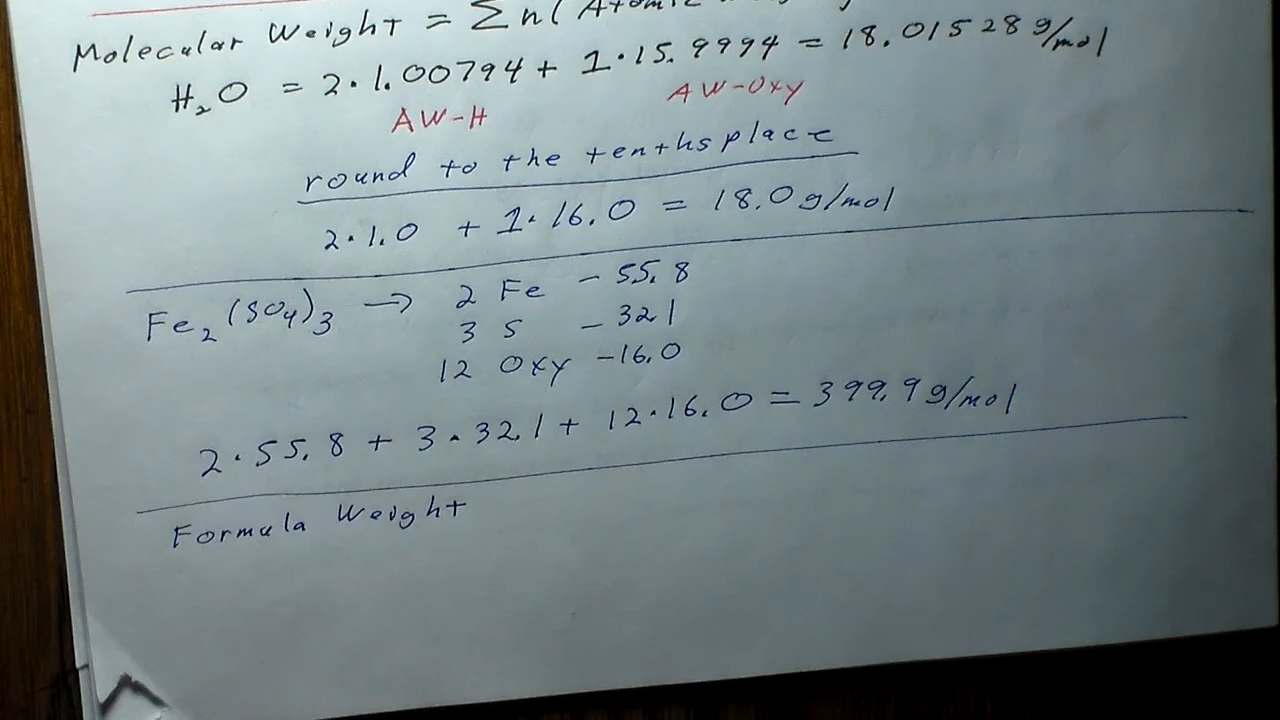 Molecular Weight = Σn( Atomic
H₂O = 2·1.00794 + 1·15.9994 = 18.01528 g/mol
AW-H AW-Oxy
round to the tenths place
2·1.0 + 1·16.0 = 18.0 g/mol
Fe₂(SO₄)₃ → 2 Fe - 55.8
3 S - 32.1
12 Oxy - 16.0
2·55.8 + 3·32.1 + 12·16.0 = 399.9 g/mol
Formula Weight